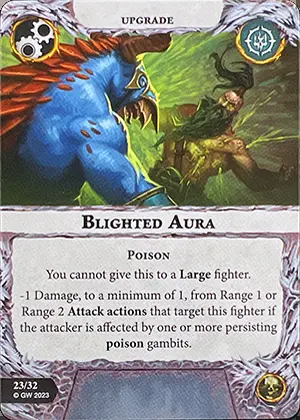 UPGRADE
BLIGHTED AURA
POISON
You cannot give this to a Large fighter.
-1 Damage, to a minimum of 1, from Range 1 or
Range 2 Attack actions that target this fighter if
the attacker is affected by one or more persisting
poison gambits.
23/32
© GW 2023